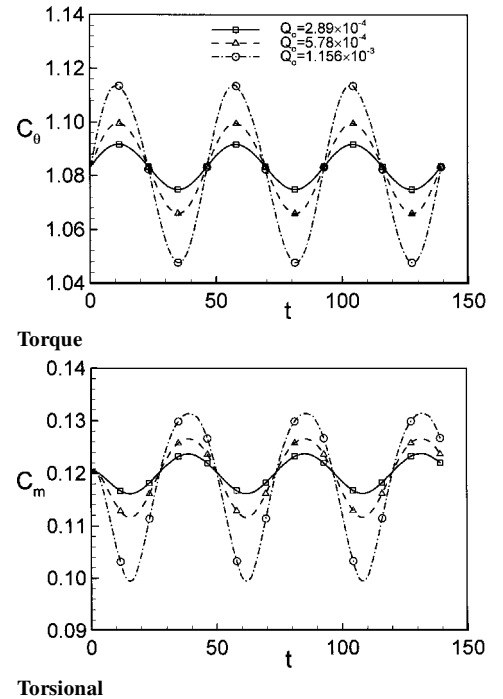 1.14
Q_c=2.89×10^-4
Q_c=5.78×10^-4
Q_c=1.156×10^-3
1.12
C_θ
1.10
1.08
1.06
1.04
0 50 100 150
t
Torque
0.14
0.13
0.12
C_m
0.11
0.10
0.09
0 50 100 150
t
Torsional